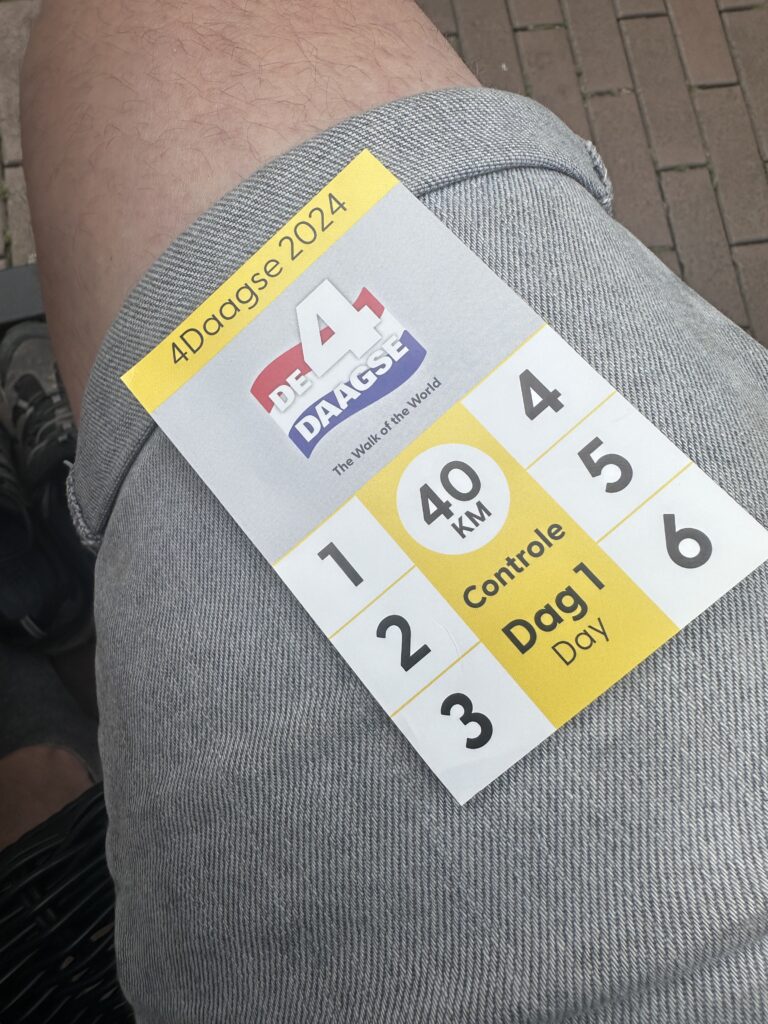 4Daagse 2024
DE 4
DAAGSE
The Walk of the World
40
KM
Controle
Dag 1
Day
1
2
3
4
5
6